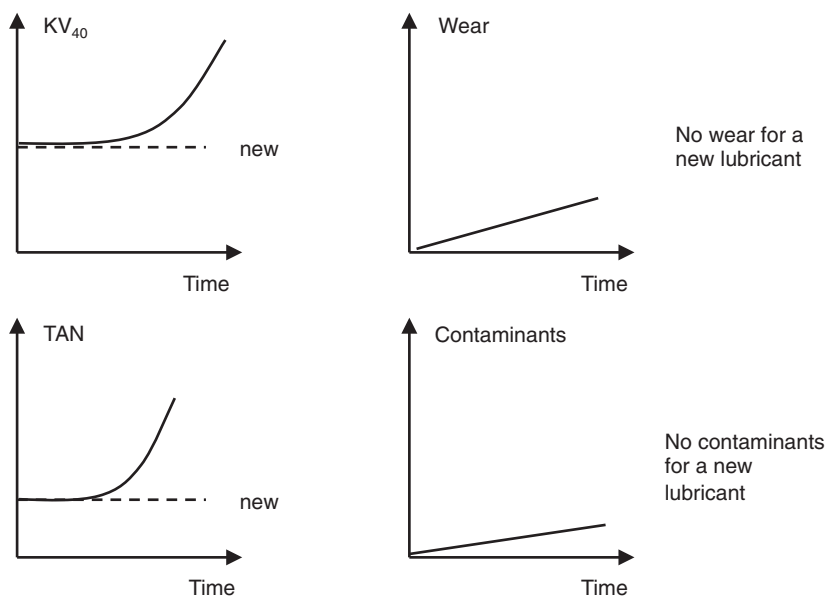 KV₄₀
new
Time
Wear
Time
No wear for a
new lubricant
TAN
new
Time
Contaminants
Time
No contaminants
for a new
lubricant